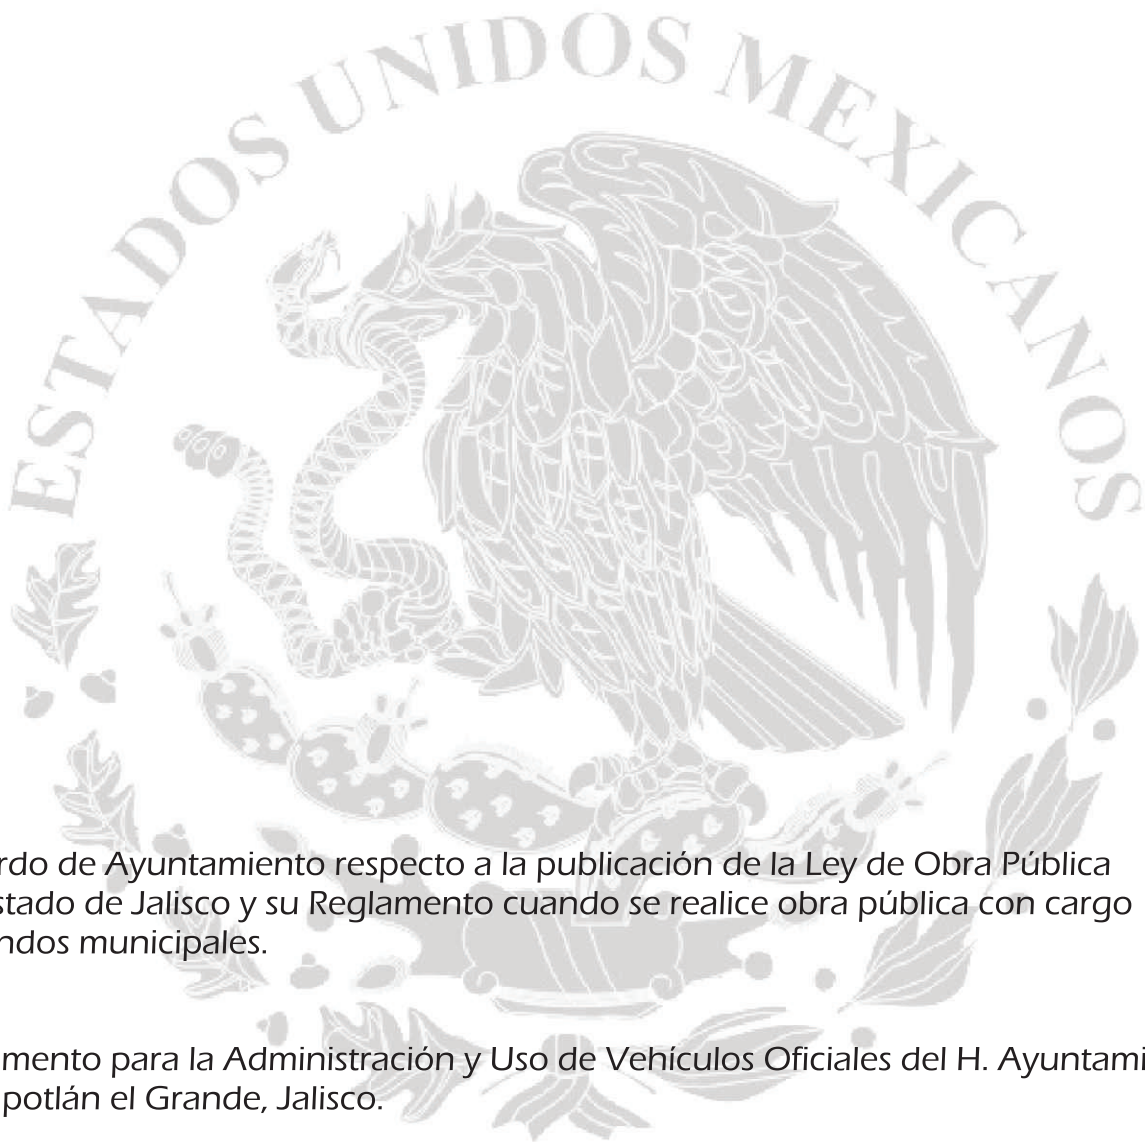 ESTADOS UNIDOS MEXICANOS
rdo de Ayuntamiento respecto a la publicación de la Ley de Obra Pública
stado de Jalisco y su Reglamento cuando se realice obra pública con cargo
ndos municipales.
mento para la Administración y Uso de Vehículos Oficiales del H. Ayuntami
potlán el Grande, Jalisco.